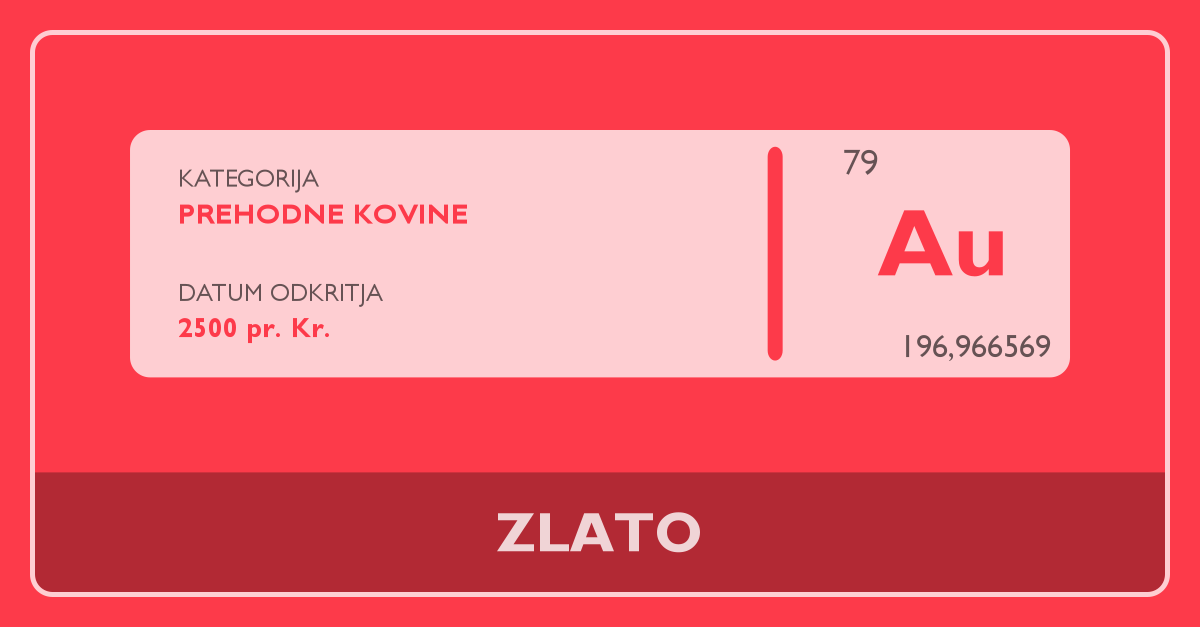 KATEGORIJA
PREHODNE KOVINE
DATUM ODKRITJA
2500 pr. Kr.
79
Au
196,966569
ZLATO